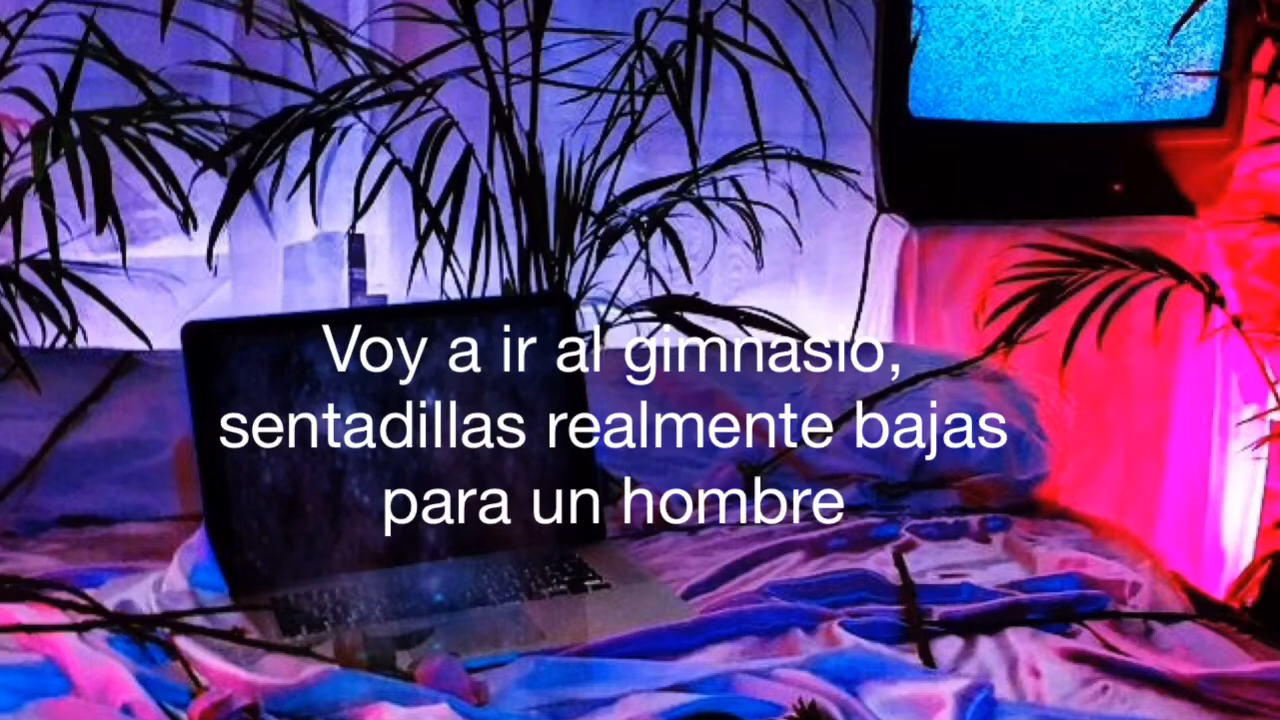 Voy a ir al gimnasio,
sentadillas realmente bajas
para un hombre